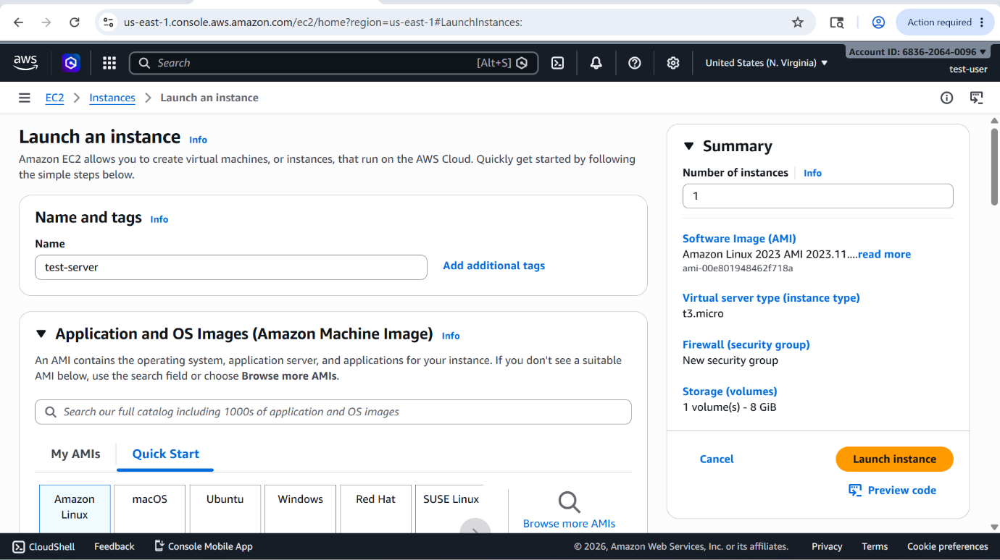 us-east-1.console.aws.amazon.com/ec2/home?region=us-east-1#LaunchInstances:
Action required
aws
Search
[Alt+S]
United States (N. Virginia)
Account ID: 6836-2064-0096
test-user
EC2 > Instances > Launch an instance
Launch an instance Info
Amazon EC2 allows you to create virtual machines, or instances, that run on the AWS Cloud. Quickly get started by following
the simple steps below.
Name and tags Info
Name
test-server
Add additional tags
Application and OS Images (Amazon Machine Image) Info
An AMI contains the operating system, application server, and applications for your instance. If you don't see a suitable
AMI below, use the search field or choose Browse more AMIs.
Search our full catalog including 1000s of application and OS images
My AMIs
Quick Start
Amazon
Linux
macOS
Ubuntu
Windows
Red Hat
SUSE Linux
Browse more AMIs
Summary
Number of instances Info
1
Software Image (AMI)
Amazon Linux 2023 AMI 2023.11....read more
ami-00e801948462f718a
Virtual server type (instance type)
t3.micro
Firewall (security group)
New security group
Storage (volumes)
1 volume(s) - 8 GiB
Cancel
Launch instance
Preview code
CloudShell
Feedback
Console Mobile App
© 2026, Amazon Web Services, Inc. or its affiliates.
Privacy
Terms
Cookie preferences